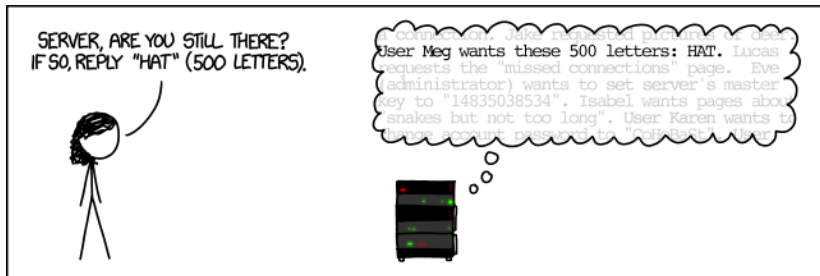 SERVER, ARE YOU STILL THERE?
IF SO, REPLY "HAT" (500 LETTERS).
a connection. Jake requested pictures of deer.
User Meg wants these 500 letters: HAT. Lucas
requests the "missed connections" page. Eve
(administrator) wants to set server's master
key to "14835038534". Isabel wants pages about
"snakes but not too long". User Karen wants to
change account password to "CoHoBaSt". User